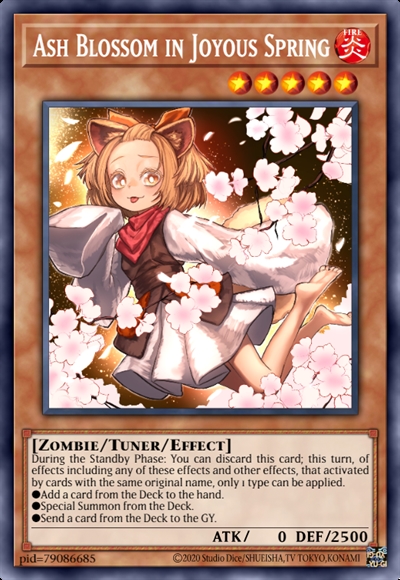 ASH BLOSSOM IN JOYOUS SPRING
FIRE
炎
[ZOMBIE/TUNER/EFFECT]
During the Standby Phase: You can discard this card; this turn, of
effects including any of these effects and other effects, that activated
by cards with the same original name, only 1 type can be applied.
●Add a card from the Deck to the hand.
●Special Summon from the Deck.
●Send a card from the Deck to the GY.
ATK/ 0 DEF/2500
pid=79086685
©2020 Studio Dice/SHUEISHA,TV TOKYO,KONAMI